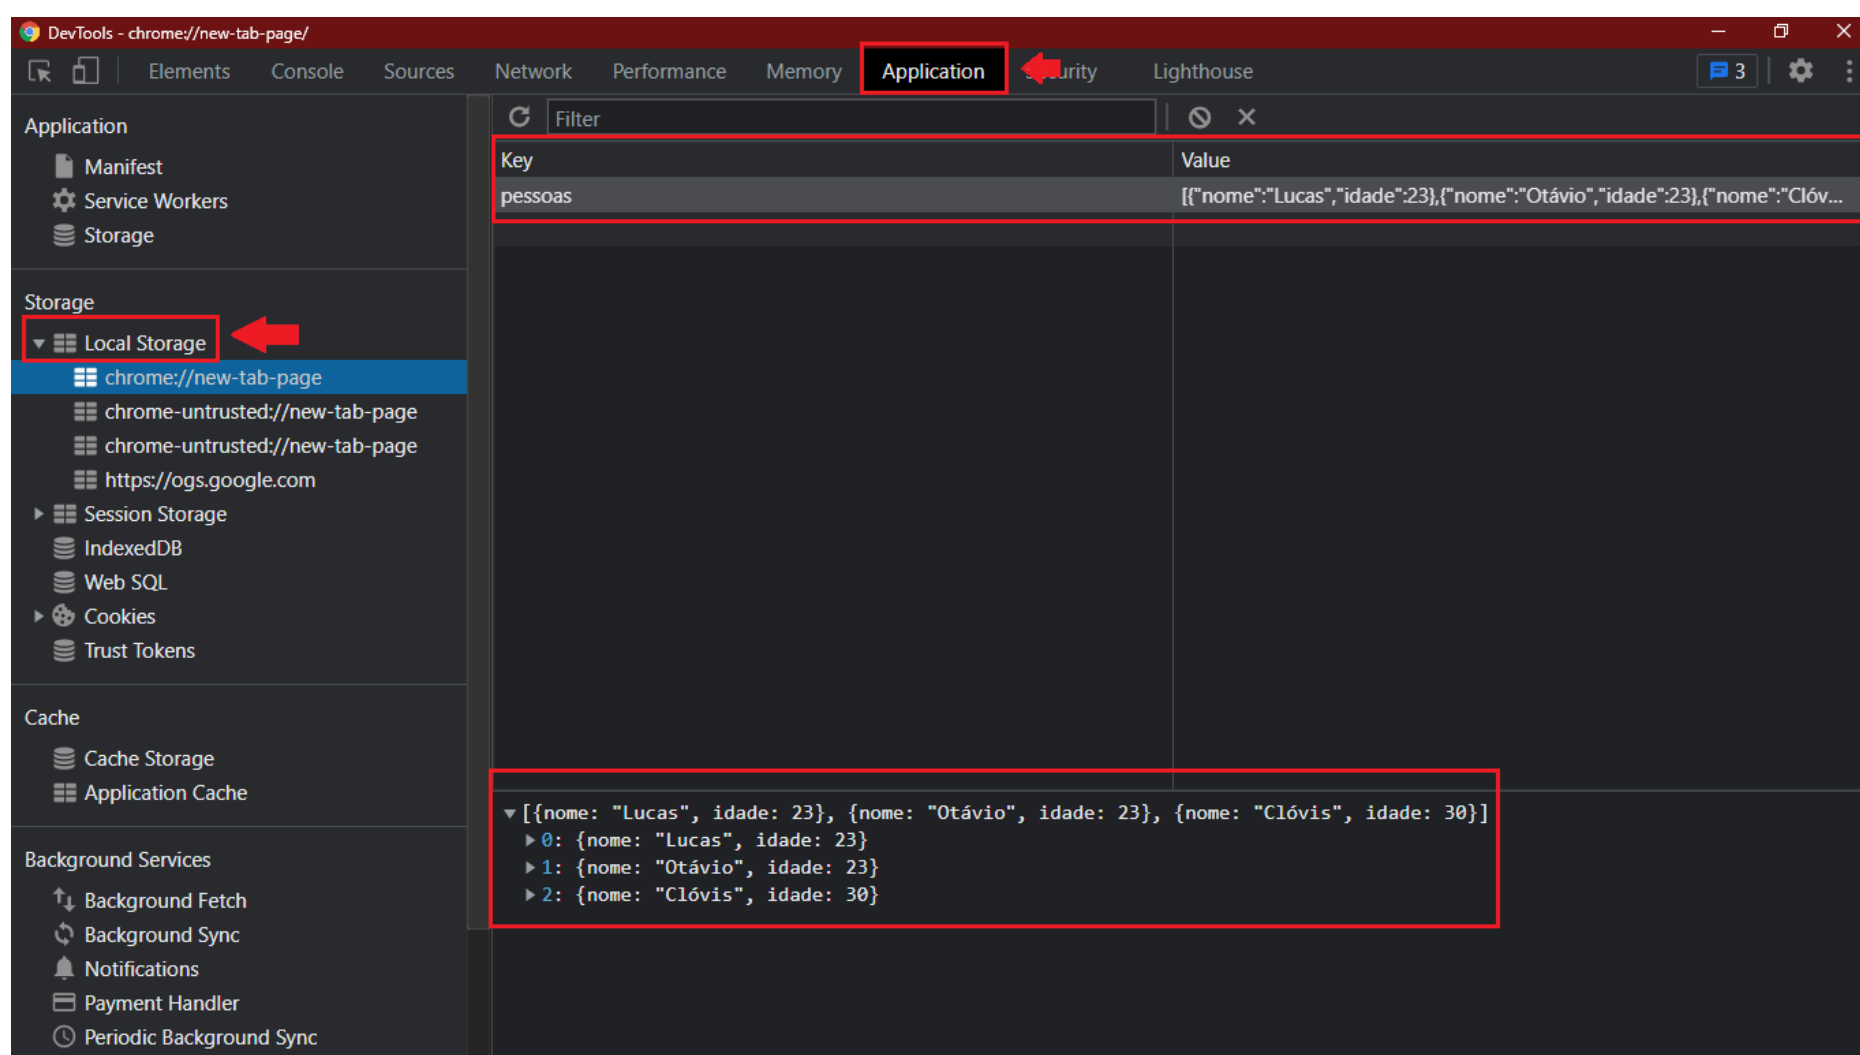 DevTools - chrome://new-tab-page/
Elements Console Sources Network Performance Memory Application Lighthouse 3
Application
Manifest
Service Workers
Storage
Storage
Local Storage
chrome://new-tab-page
chrome-untrusted://new-tab-page
chrome-untrusted://new-tab-page
https://ogs.google.com
Session Storage
IndexedDB
Web SQL
Cookies
Trust Tokens
Cache
Cache Storage
Application Cache
Background Services
Background Fetch
Background Sync
Notifications
Payment Handler
Periodic Background Sync
Filter
Key Value
pessoas [{"nome":"Lucas","idade":23},{"nome":"Otávio","idade":23},{"nome":"Clóv...
[{nome: "Lucas", idade: 23}, {nome: "Otávio", idade: 23}, {nome: "Clóvis", idade: 30}]
0: {nome: "Lucas", idade: 23}
1: {nome: "Otávio", idade: 23}
2: {nome: "Clóvis", idade: 30}